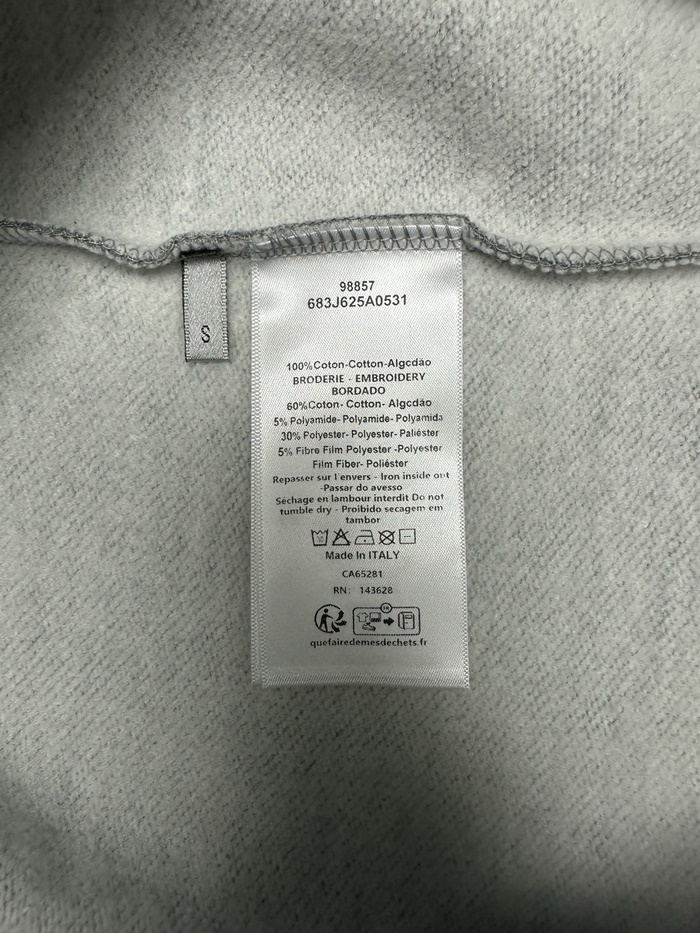 S
98857
683J625A0531
100%Coton-Cotton-Algcdão
BRODERIE - EMBROIDERY
BORDADO
60%Coton- Cotton- Algcdão
5% Polyamide- Polyamide- Polyamida
30% Polyester- Polyester- Paliéster
5% Fibre Film Polyester -Polyester
Film Fiber- Poliéster
Repasser sur l'envers - Iron inside out
-Passar do avesso
Séchage en lambour interdit Do not
tumble dry - Proibido secagem em
tambor
Made In ITALY
CA65281
RN: 143628
FR
quefairedemesdechets.fr